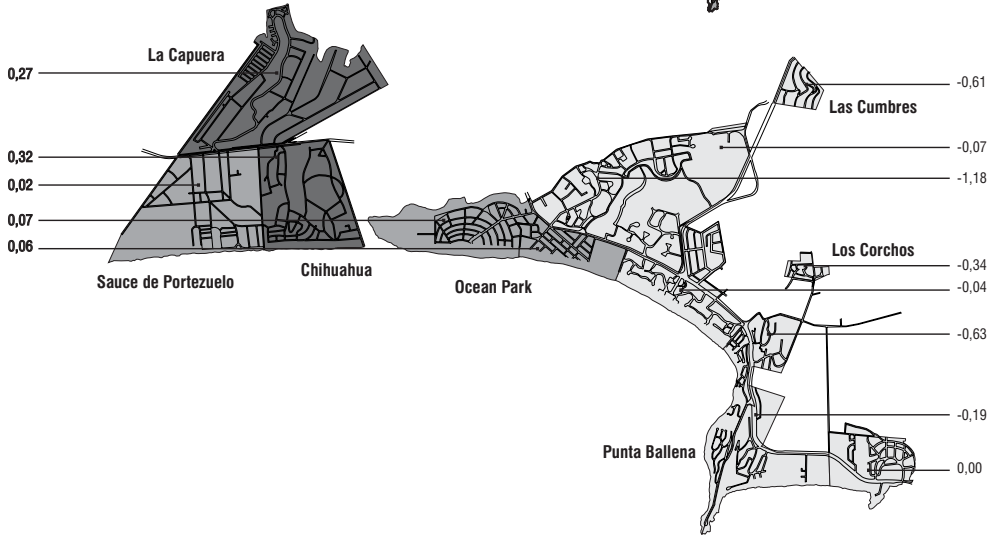 La Capuera
0,27
-0,61
Las Cumbres
-0,07
0,32
-1,18
0,02
0,07
0,06
Los Corchos
-0,34
Chihuahua
Sauce de Portezuelo
Ocean Park
-0,04
-0,63
-0,19
Punta Ballena
0,00